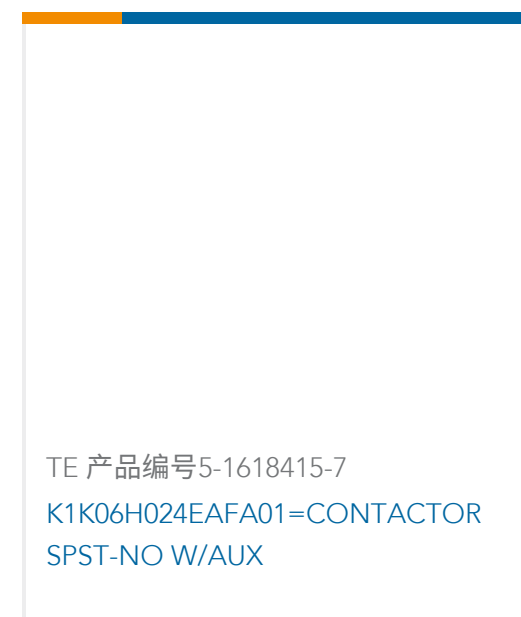 TE 产品编号5-1618415-7
K1K06H024EAFA01=CONTACTOR
SPST-NO W/AUX